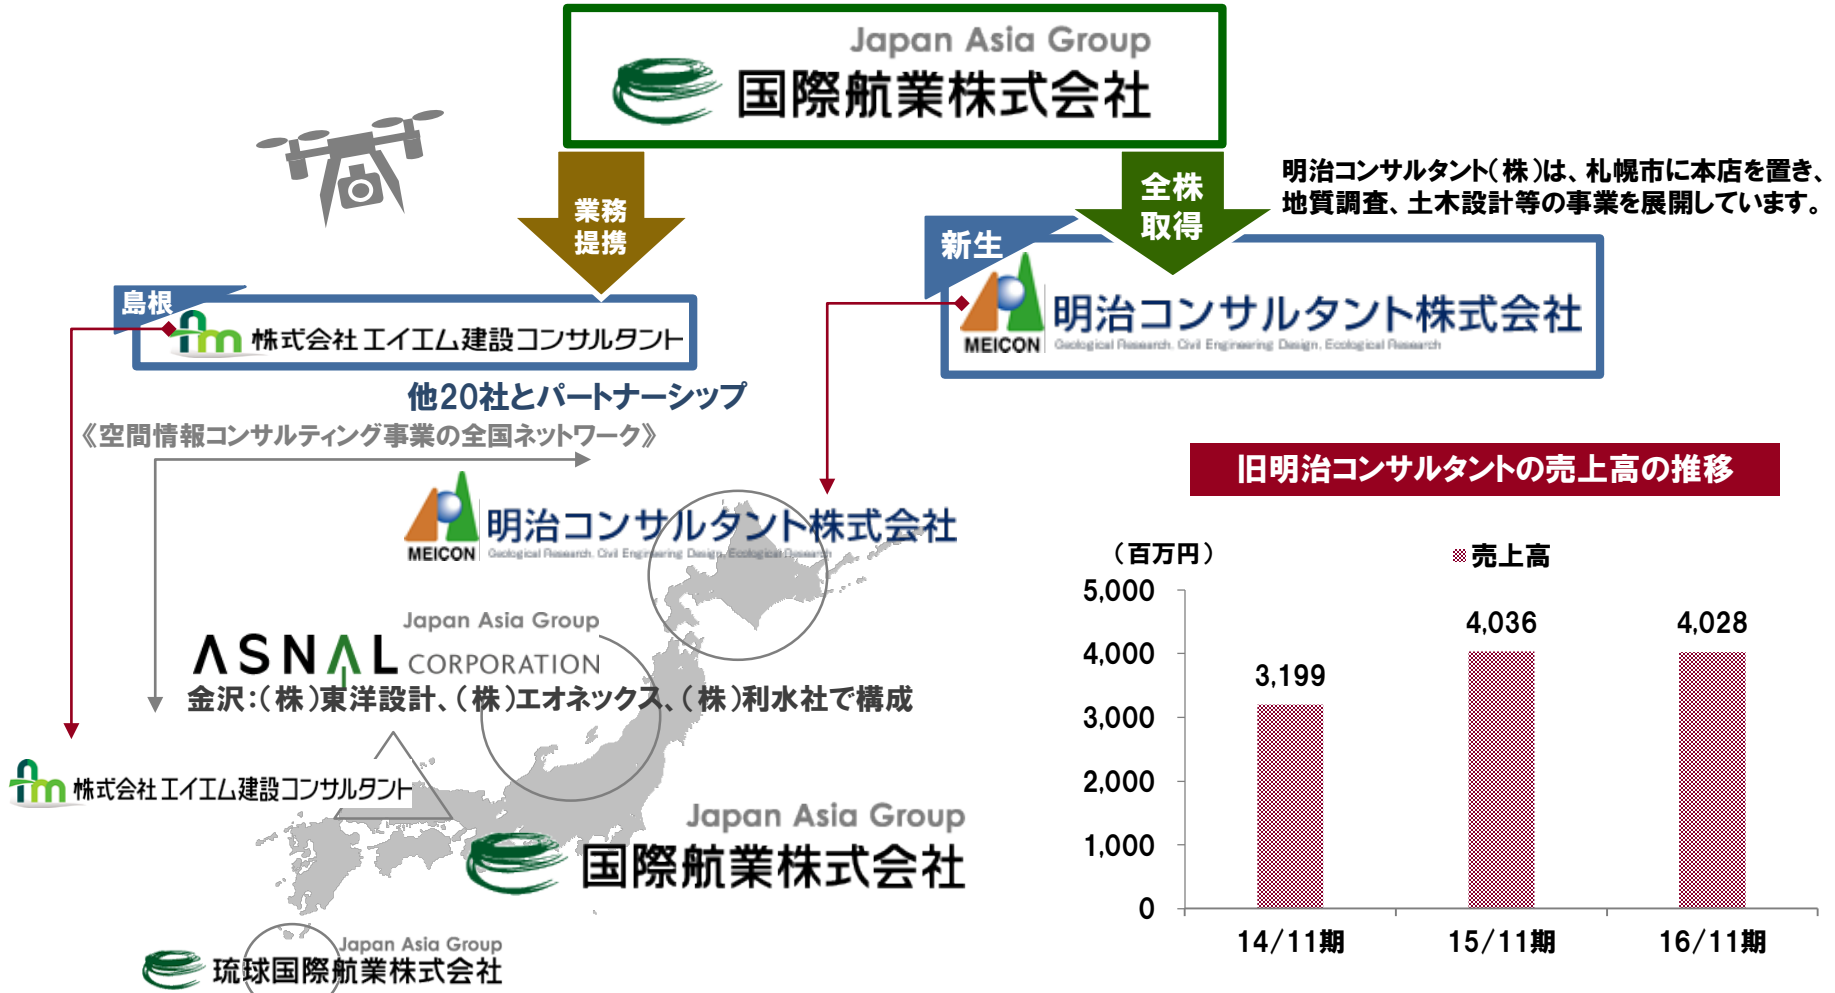 Japan Asia Group
国際航業株式会社
業務
提携
全株
取得
明治コンサルタント(株)は、札幌市に本店を置き、
地質調査、土木設計等の事業を展開しています。
島根
株式会社エイエム建設コンサルタント
新生
明治コンサルタント株式会社
MEICON
Geological Research, Civil Engineering Design, Ecological Research
他20社とパートナーシップ
《空間情報コンサルティング事業の全国ネットワーク》
明治コンサルタント株式会社
MEICON
Geological Research, Civil Engineering Design, Ecological Research
Japan Asia Group
ASNAL CORPORATION
金沢:(株)東洋設計、(株)エオネックス、(株)利水社で構成
株式会社エイエム建設コンサルタント
Japan Asia Group
国際航業株式会社
Japan Asia Group
琉球国際航業株式会社
旧明治コンサルタントの売上高の推移
(百万円)
売上高
5,000
4,000
3,000
2,000
1,000
0
3,199
4,036
4,028
14/11期
15/11期
16/11期